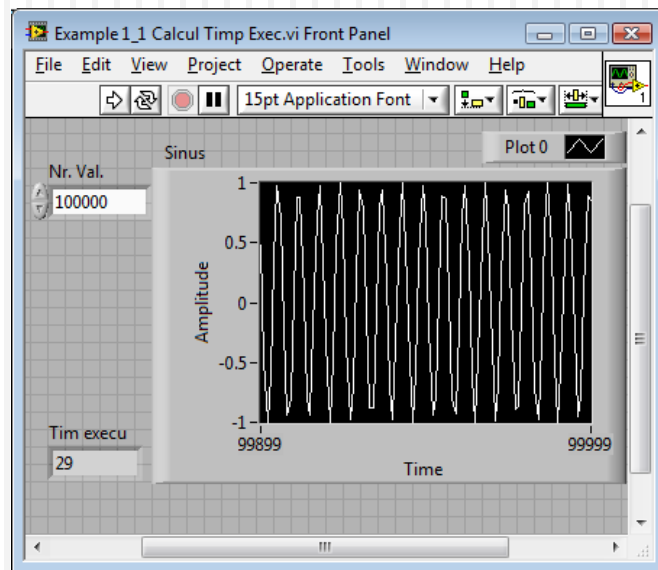 Example 1_1 Calcul Timp Exec.vi Front Panel
File Edit View Project Operate Tools Window Help
15pt Application Font
1
Sinus
Plot 0
Nr. Val.
100000
1
0.5
0
-0.5
-1
Amplitude
99899
99999
Time
Tim execu
29